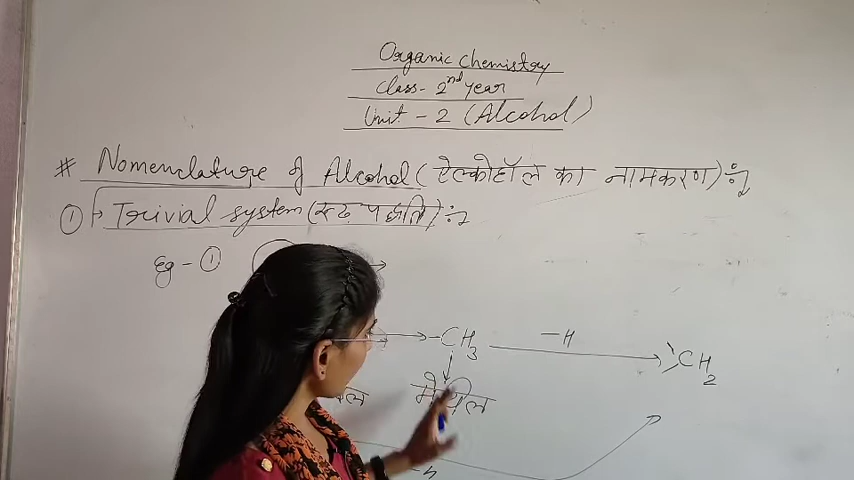 Organic chemistry
Class- 2nd year
Unit - 2 (Alcohol)
# Nomenclature of Alcohol (ऐल्कोहॉल का नामकरण) :-
① Trivial system (रूढ़ पद्धति) :-
Eg - ①
-CH3 -H CH2
मेथिल
-H